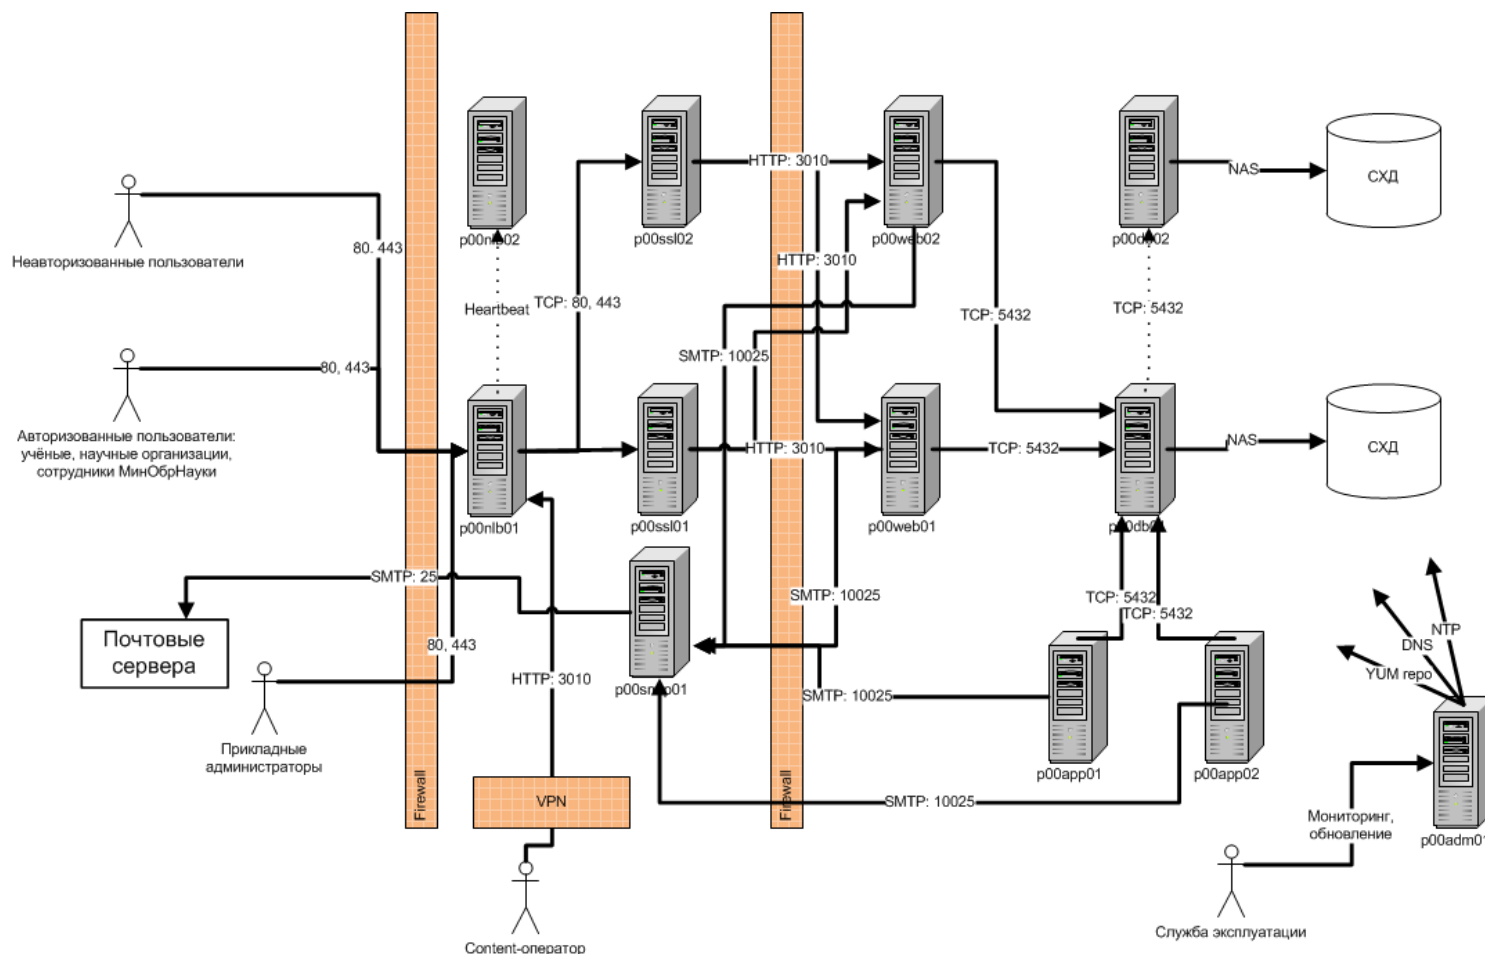 p00nlb02
p00ssl02
p00web02
p00db02
HTTP: 3010
NAS
СХД
Неавторизованные пользователи
80. 443
HTTP: 3010
Heartbeat
TCP: 80, 443
TCP: 5432
TCP: 5432
SMTP: 10025
80, 443
Авторизованные пользователи:
учёные, научные организации,
сотрудники МинОбрНауки
HTTP: 3010
TCP: 5432
NAS
СХД
p00nlb01
p00ssl01
p00web01
p00db01
SMTP: 25
SMTP: 10025
TCP: 5432
TCP: 5432
Почтовые
сервера
80, 443
NTP
DNS
YUM repo
HTTP: 3010
p00smtp01
SMTP: 10025
Прикладные
администраторы
p00app01
p00app02
Firewall
VPN
Firewall
SMTP: 10025
Мониторинг,
обновление
p00adm01
Служба эксплуатации
Content-оператор